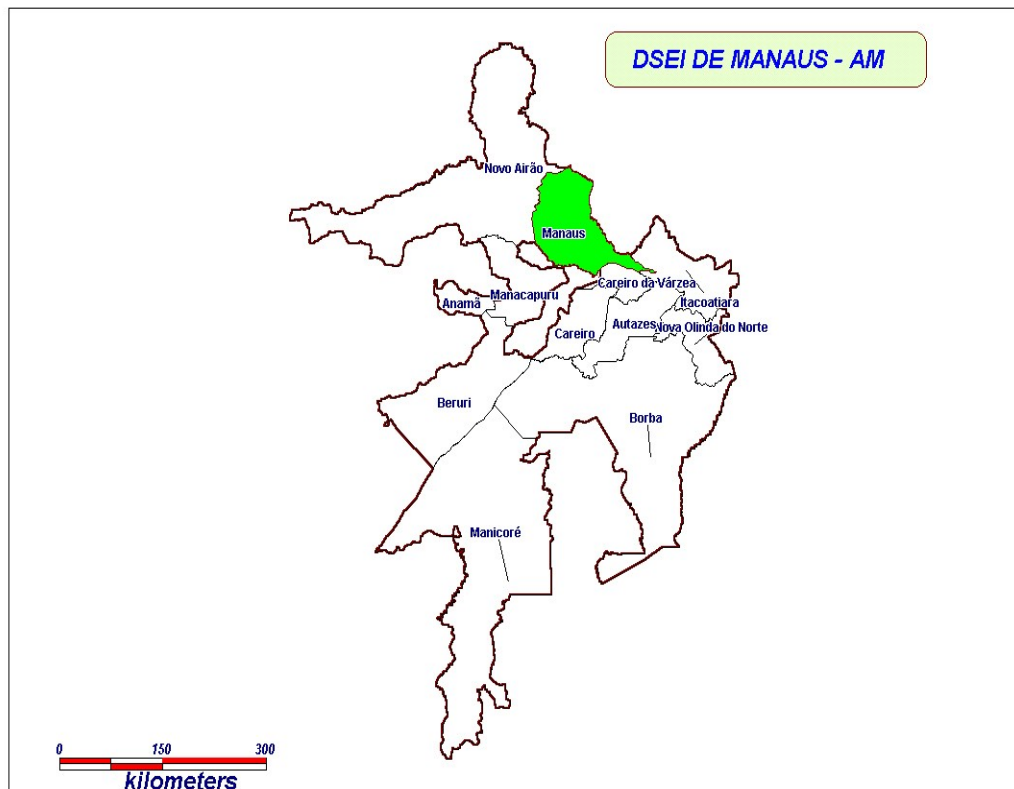 DSEI DE MANAUS - AM
Novo Airão
Manaus
Careiro da Várzea
Manacapuru
Itacoatiara
Anamã
Careiro
Autazes
Nova Olinda do Norte
Beruri
Borba
Manicoré
0 150 300
kilometers